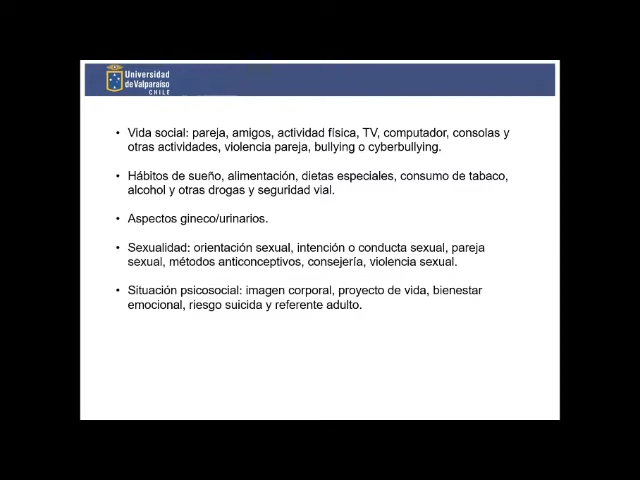 Universidad
de Valparaíso
CHILE
• Vida social: pareja, amigos, actividad física, TV, computador, consolas y
otras actividades, violencia pareja, bullying o cyberbullying.
• Hábitos de sueño, alimentación, dietas especiales, consumo de tabaco,
alcohol y otras drogas y seguridad vial.
• Aspectos gineco/urinarios.
• Sexualidad: orientación sexual, intención o conducta sexual, pareja
sexual, métodos anticonceptivos, consejería, violencia sexual.
• Situación psicosocial: imagen corporal, proyecto de vida, bienestar
emocional, riesgo suicida y referente adulto.